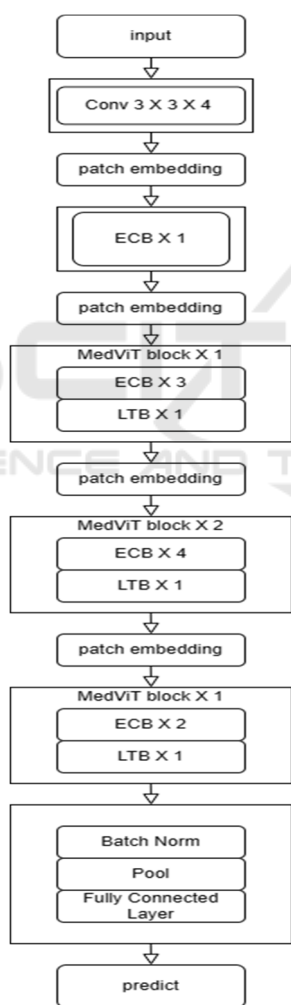 input
Conv 3 X 3 X 4
patch embedding
ECB X 1
patch embedding
MedViT block X 1
ECB X 3
LTB X 1
patch embedding
MedViT block X 2
ECB X 4
LTB X 1
patch embedding
MedViT block X 1
ECB X 2
LTB X 1
Batch Norm
Pool
Fully Connected
Layer
predict